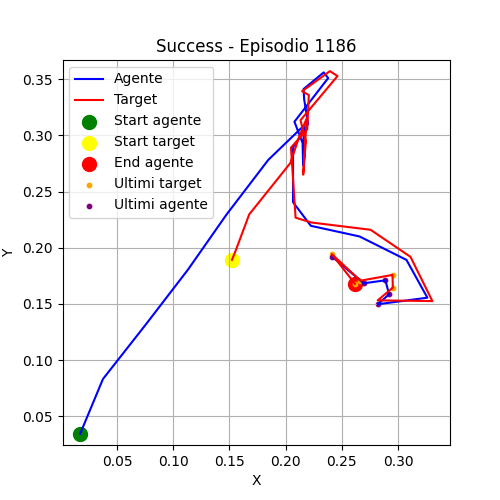 Success - Episodio 1186
Agente
Target
Start agente
Start target
End agente
Ultimi target
Ultimi agente
Y
0.35
0.30
0.25
0.20
0.15
0.10
0.05
0.05
0.10
0.15
0.20
0.25
0.30
X